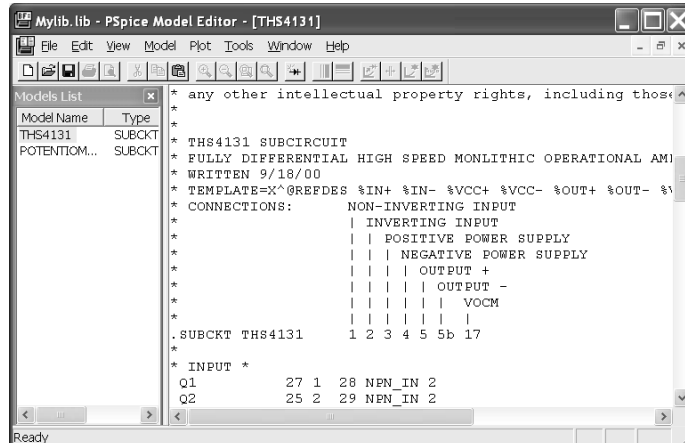 Mylib.lib - PSpice Model Editor - [THS4131]
File Edit View Model Plot Tools Window Help
Models List
Model Name Type
THS4131 SUBCKT
POTENTIOM... SUBCKT
* any other intellectual property rights, including those
*
*
*
* THS4131 SUBCIRCUIT
* FULLY DIFFERENTIAL HIGH SPEED MONLITHIC OPERATIONAL
* WRITTEN 9/18/00
* TEMPLATE=X^@REFDES %IN+ %IN- %VCC+ %VCC- %OUT+ %OUT-
* CONNECTIONS: NON-INVERTING INPUT
* | INVERTING INPUT
* | | POSITIVE POWER SUPPLY
* | | | NEGATIVE POWER SUPPLY
* | | | | OUTPUT +
* | | | | | OUTPUT -
* | | | | | | VOCM
* | | | | | | |
.SUBCKT THS4131 1 2 3 4 5 5b 17
*
* INPUT *
Q1 27 1 28 NPN_IN 2
Q2 25 2 29 NPN_IN 2
Ready